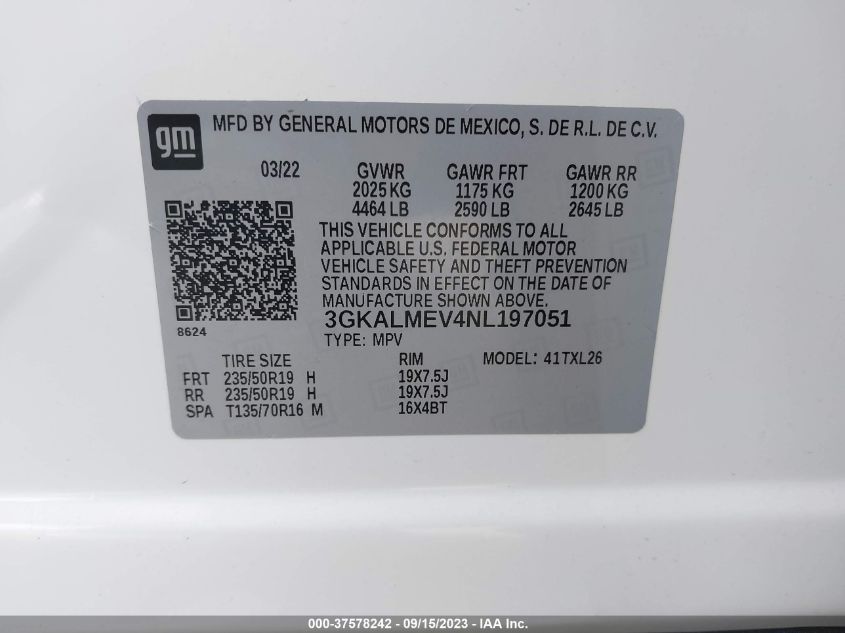 gm MFD BY GENERAL MOTORS DE MEXICO, S. DE R.L. DE C.V.
03/22 GVWR GAWR FRT GAWR RR
2025 KG 1175 KG 1200 KG
4464 LB 2590 LB 2645 LB
THIS VEHICLE CONFORMS TO ALL
APPLICABLE U.S. FEDERAL MOTOR
VEHICLE SAFETY AND THEFT PREVENTION
STANDARDS IN EFFECT ON THE DATE OF
MANUFACTURE SHOWN ABOVE.
8624
3GKALMEV4NL197051
TYPE: MPV
TIRE SIZE RIM MODEL: 41TXL26
FRT 235/50R19 H 19X7.5J
RR 235/50R19 H 19X7.5J
SPA T135/70R16 M 16X4BT
000-37578242 - 09/15/2023 - IAA Inc.